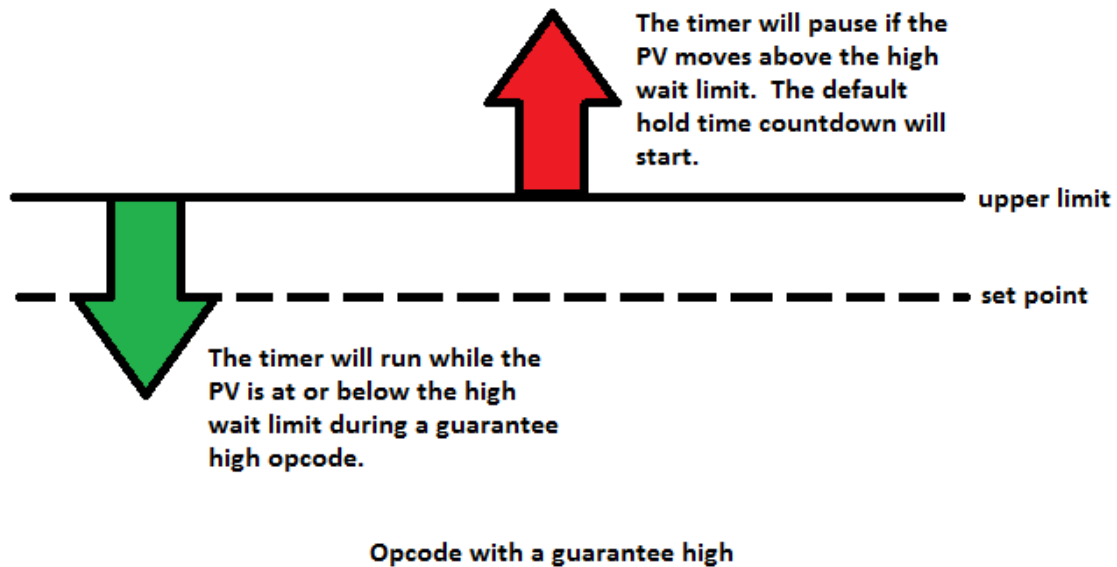 The timer will pause if the
PV moves above the high
wait limit.  The default
hold time countdown will
start.
upper limit
set point
The timer will run while the
PV is at or below the high
wait limit during a guarantee
high opcode.
Opcode with a guarantee high